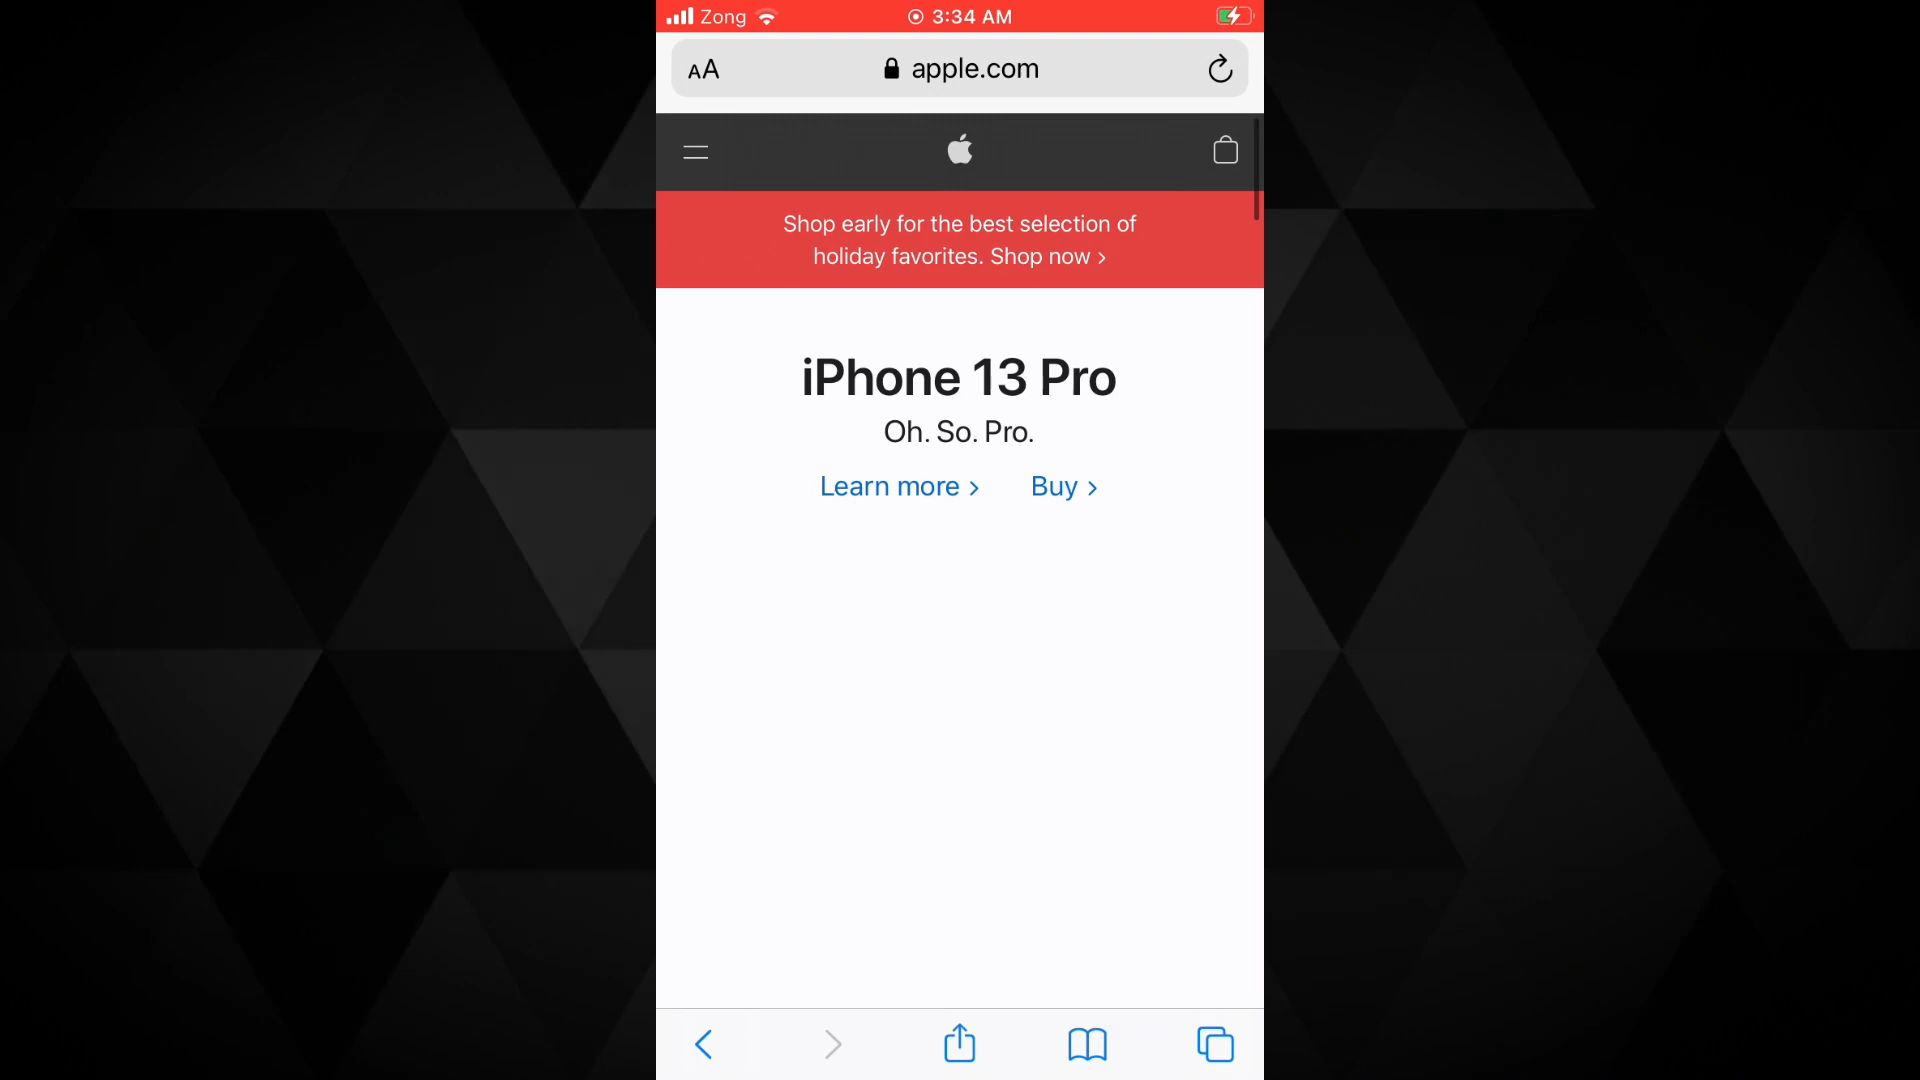 Zong
3:34 AM
AA
apple.com
Shop early for the best selection of
holiday favorites. Shop now >
iPhone 13 Pro
Oh. So. Pro.
Learn more > Buy >